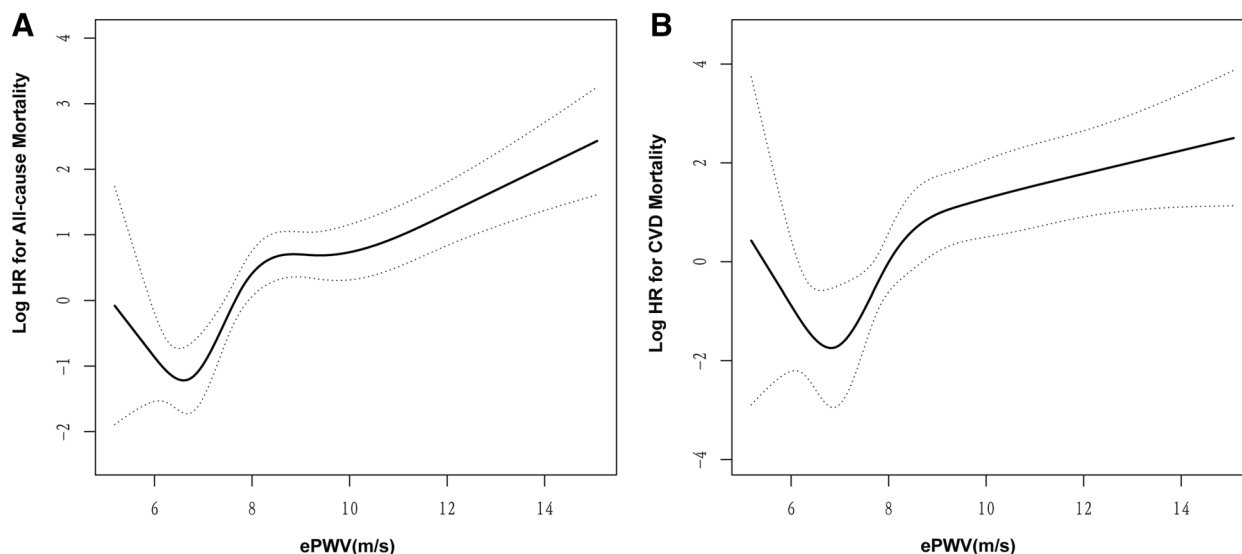 A
Log HR for All-cause Mortality
4
3
2
1
0
−1
−2
6 8 10 12 14
ePWV(m/s)
B
Log HR for CVD Mortality
4
2
0
−2
−4
6 8 10 12 14
ePWV(m/s)